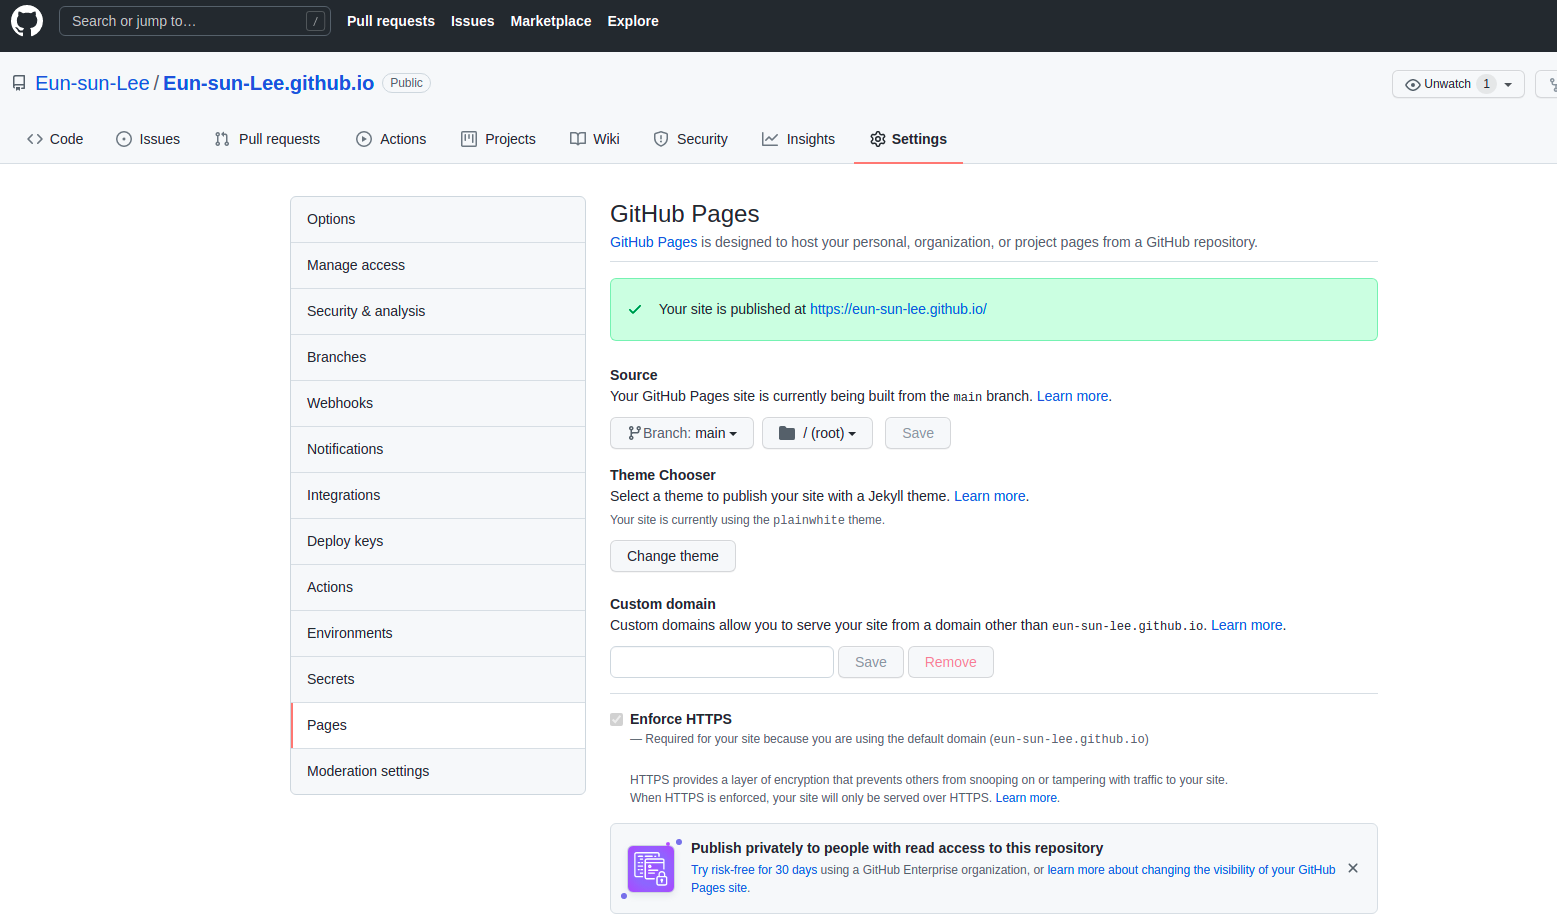 Search or jump to…
/
Pull requests
Issues
Marketplace
Explore
Eun-sun-Lee / Eun-sun-Lee.github.io Public
Unwatch 1
Code
Issues
Pull requests
Actions
Projects
Wiki
Security
Insights
Settings
Options
Manage access
Security & analysis
Branches
Webhooks
Notifications
Integrations
Deploy keys
Actions
Environments
Secrets
Pages
Moderation settings
GitHub Pages
GitHub Pages is designed to host your personal, organization, or project pages from a GitHub repository.
Your site is published at https://eun-sun-lee.github.io/
Source
Your GitHub Pages site is currently being built from the main branch. Learn more.
Branch: main
/ (root)
Save
Theme Chooser
Select a theme to publish your site with a Jekyll theme. Learn more.
Your site is currently using the plainwhite theme.
Change theme
Custom domain
Custom domains allow you to serve your site from a domain other than eun-sun-lee.github.io. Learn more.
Save
Remove
Enforce HTTPS
— Required for your site because you are using the default domain (eun-sun-lee.github.io)
HTTPS provides a layer of encryption that prevents others from snooping on or tampering with traffic to your site.
When HTTPS is enforced, your site will only be served over HTTPS. Learn more.
Publish privately to people with read access to this repository
Try risk-free for 30 days using a GitHub Enterprise organization, or learn more about changing the visibility of your GitHub
Pages site.